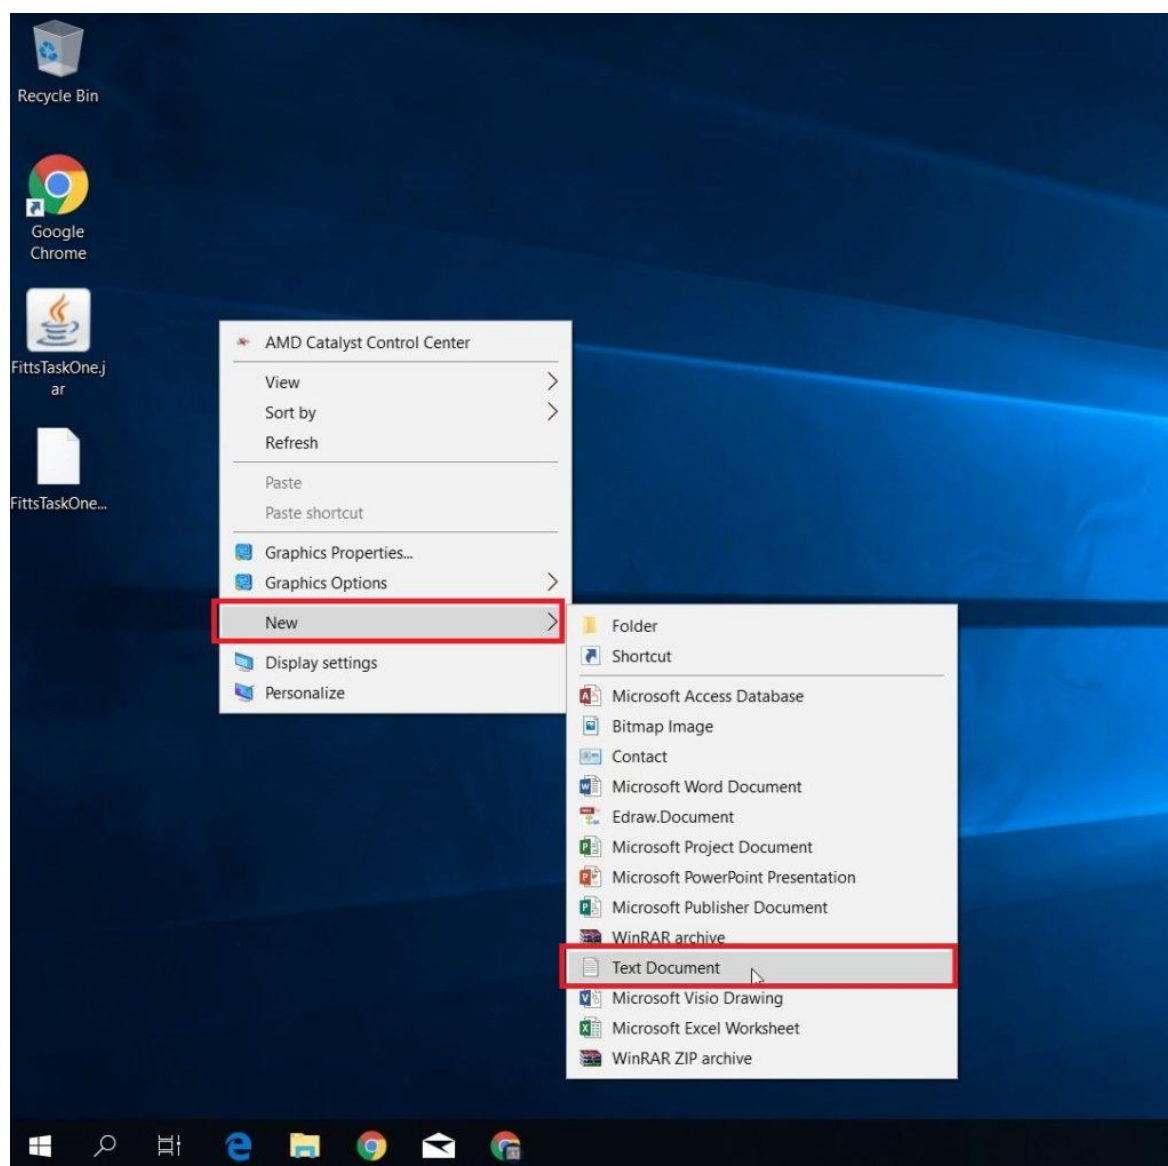 Recycle Bin
Google
Chrome
FittsTaskOne.j
ar
FittsTaskOne...
AMD Catalyst Control Center
View
Sort by
Refresh
Paste
Paste shortcut
Graphics Properties...
Graphics Options
New
Display settings
Personalize
Folder
Shortcut
Microsoft Access Database
Bitmap Image
Contact
Microsoft Word Document
Edraw.Document
Microsoft Project Document
Microsoft PowerPoint Presentation
Microsoft Publisher Document
WinRAR archive
Text Document
Microsoft Visio Drawing
Microsoft Excel Worksheet
WinRAR ZIP archive